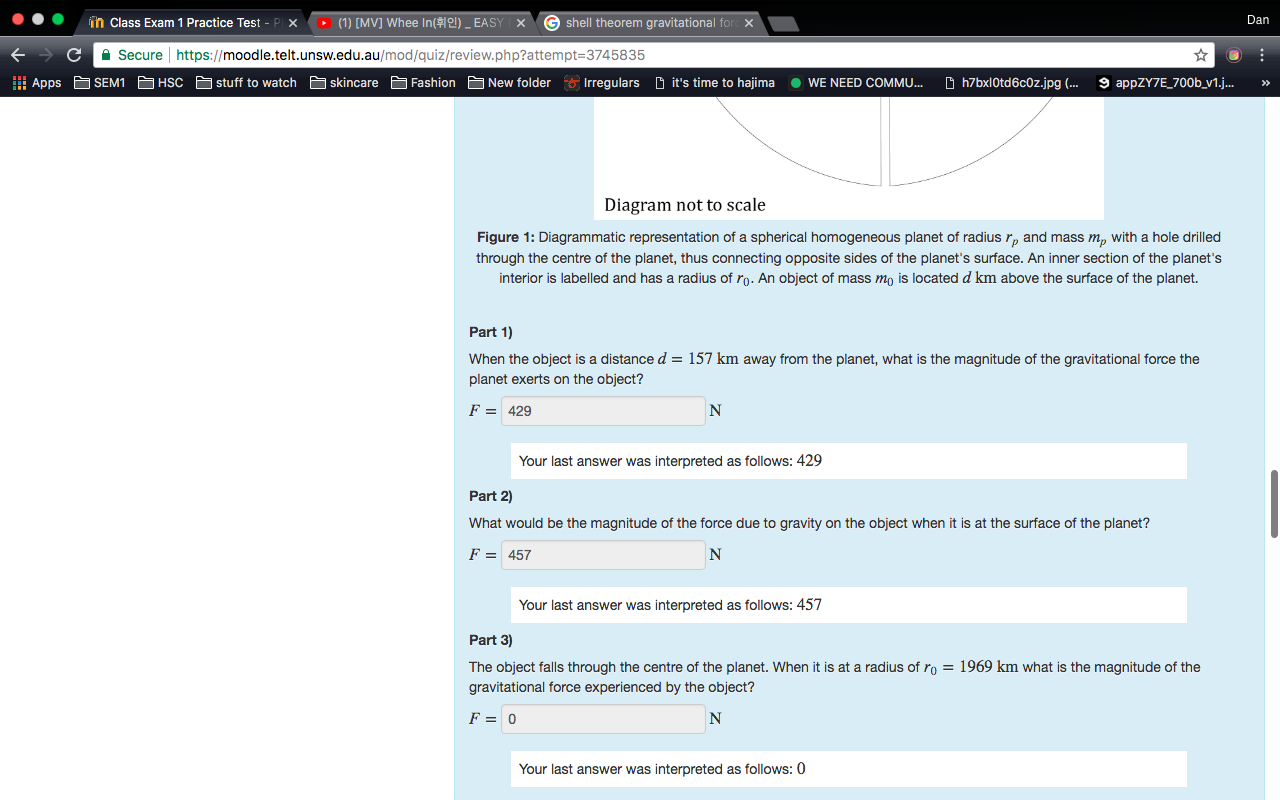 Class Exam 1 Practice Test - P
(1) [MV] Whee In(휘인) _ EASY
shell theorem gravitational forc
Dan
Secure https://moodle.telt.unsw.edu.au/mod/quiz/review.php?attempt=3745835
Apps SEM1 HSC stuff to watch skincare Fashion New folder Irregulars it's time to hajima WE NEED COMMU... h7bxl0td6c0z.jpg (... appZY7E_700b_v1.j... »
Diagram not to scale
Figure 1: Diagrammatic representation of a spherical homogeneous planet of radius rₚ and mass mₚ with a hole drilled
through the centre of the planet, thus connecting opposite sides of the planet's surface. An inner section of the planet's
interior is labelled and has a radius of r₀. An object of mass m₀ is located d km above the surface of the planet.
Part 1)
When the object is a distance d = 157 km away from the planet, what is the magnitude of the gravitational force the
planet exerts on the object?
F = 429 N
Your last answer was interpreted as follows: 429
Part 2)
What would be the magnitude of the force due to gravity on the object when it is at the surface of the planet?
F = 457 N
Your last answer was interpreted as follows: 457
Part 3)
The object falls through the centre of the planet. When it is at a radius of r₀ = 1969 km what is the magnitude of the
gravitational force experienced by the object?
F = 0 N
Your last answer was interpreted as follows: 0